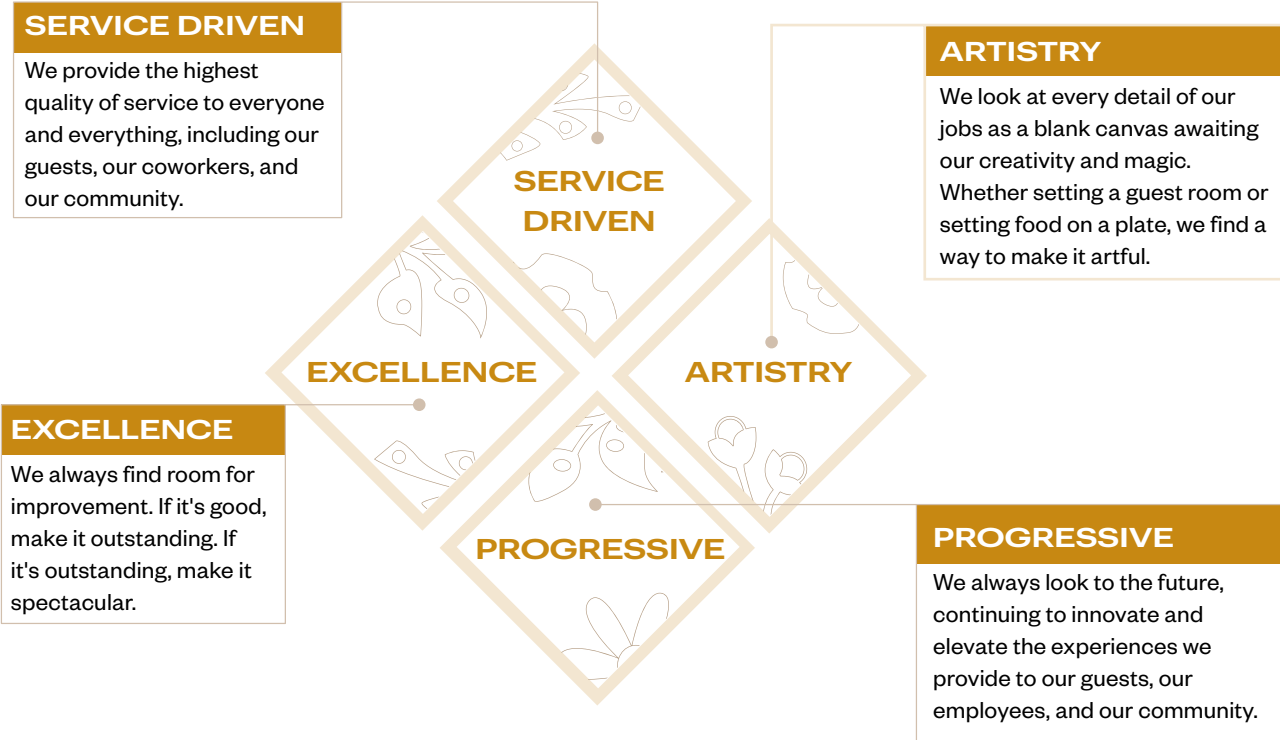 SERVICE DRIVEN
We provide the highest
quality of service to everyone
and everything, including our
guests, our coworkers, and
our community.
ARTISTRY
We look at every detail of our
jobs as a blank canvas awaiting
our creativity and magic.
Whether setting a guest room or
setting food on a plate, we find a
way to make it artful.
SERVICE
DRIVEN
EXCELLENCE
ARTISTRY
PROGRESSIVE
EXCELLENCE
We always find room for
improvement. If it's good,
make it outstanding. If
it's outstanding, make it
spectacular.
PROGRESSIVE
We always look to the future,
continuing to innovate and
elevate the experiences we
provide to our guests, our
employees, and our community.